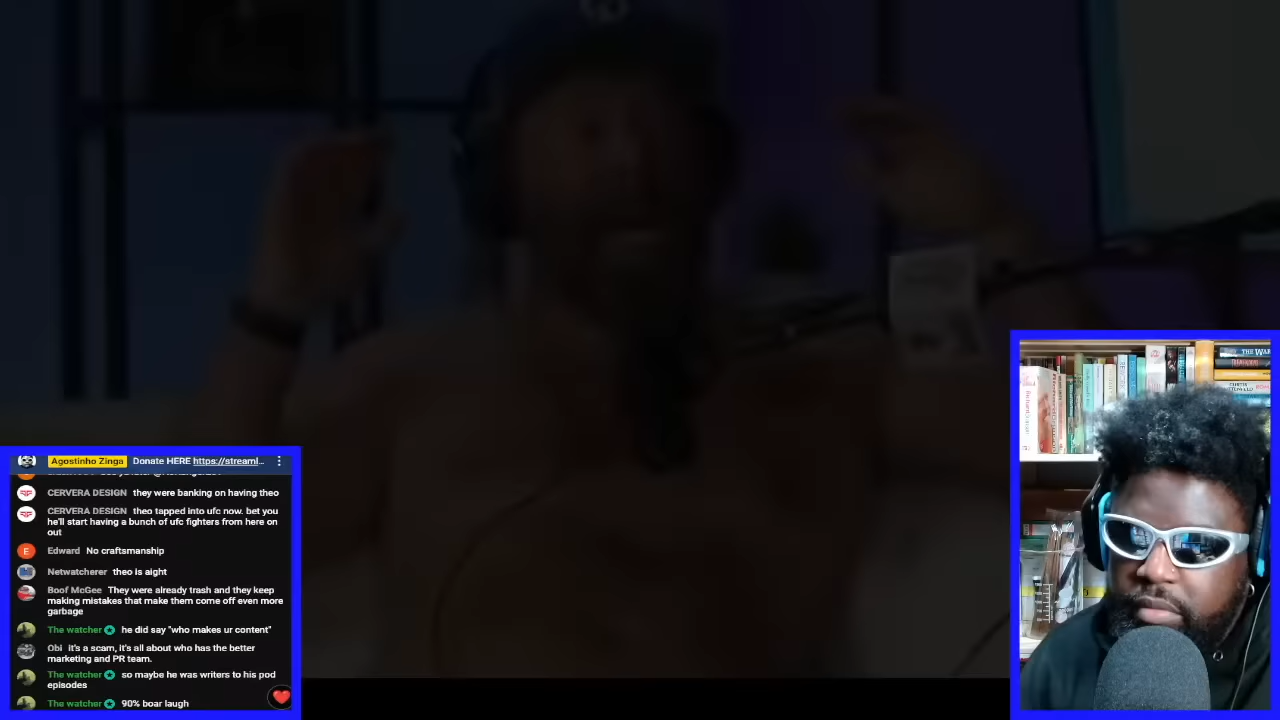 Agostinho Zinga Donate HERE https://streaml...
CERVERA DESIGN they were banking on having theo
CERVERA DESIGN theo tapped into ufc now. bet you
he'll start having a bunch of ufc fighters from here on
out
E Edward No craftsmanship
Netwatcherer theo is aight
Boof McGee They were already trash and they keep
making mistakes that make them come off even more
garbage
The watcher he did say "who makes ur content"
Obi it's a scam, it's all about who has the better
marketing and PR team.
The watcher so maybe he was writers to his pod
episodes
The watcher 90% boar laugh
THE WAR
CURTIS